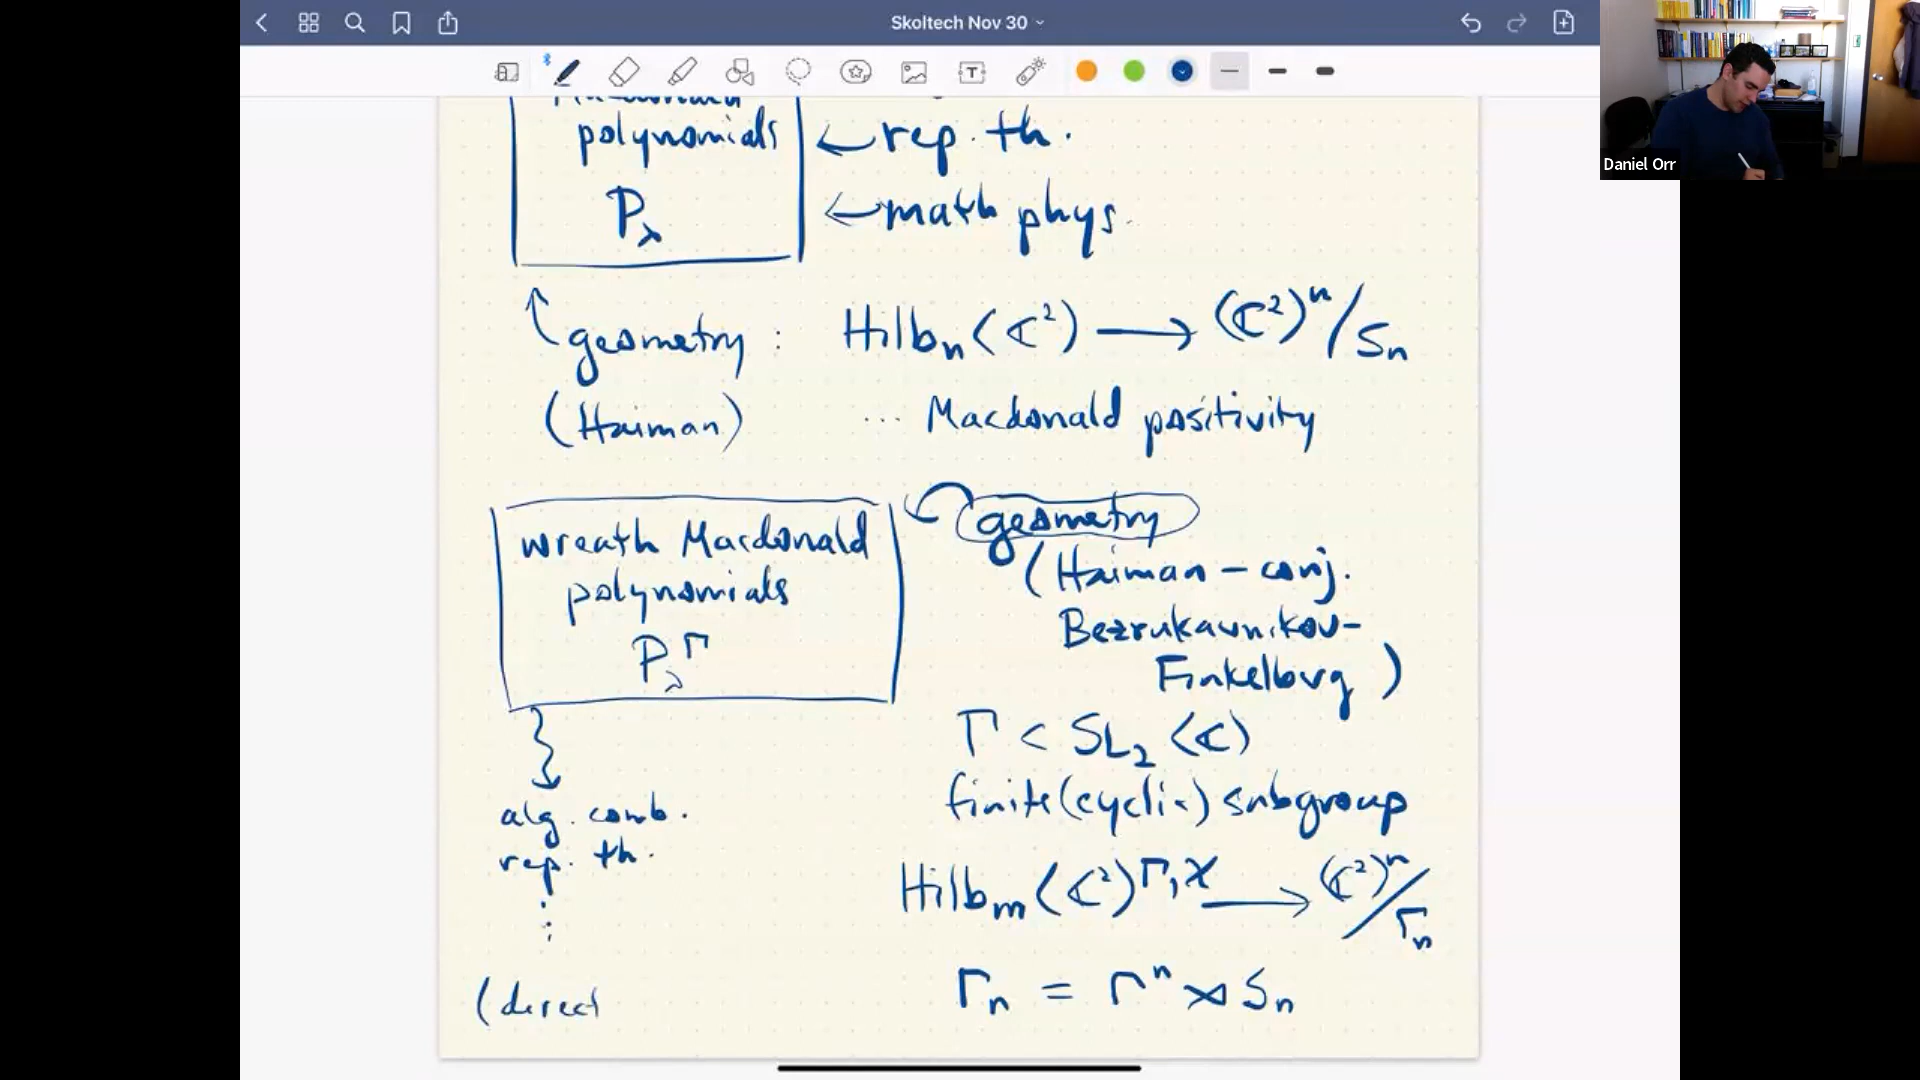 Skoltech Nov 30
Daniel Orr
Macdonald
polynomials
P_λ
← rep. th.
← math phys.
geometry : Hilb_n(ℂ²) → (ℂ²)^n / S_n
(Haiman) ... Macdonald positivity
wreath Macdonald
polynomials
P_λ^Γ
geometry
(Haiman – conj.
Bezrukavnikov–
Finkelburg)
Γ < SL_2(ℂ)
finite (cyclic) subgroup
Hilb_m(ℂ²)^{Γ,χ} → (ℂ²)^n / Γ_n
Γ_n = Γ^n ⋊ S_n
alg. comb.
rep. th.
⋮
(direct